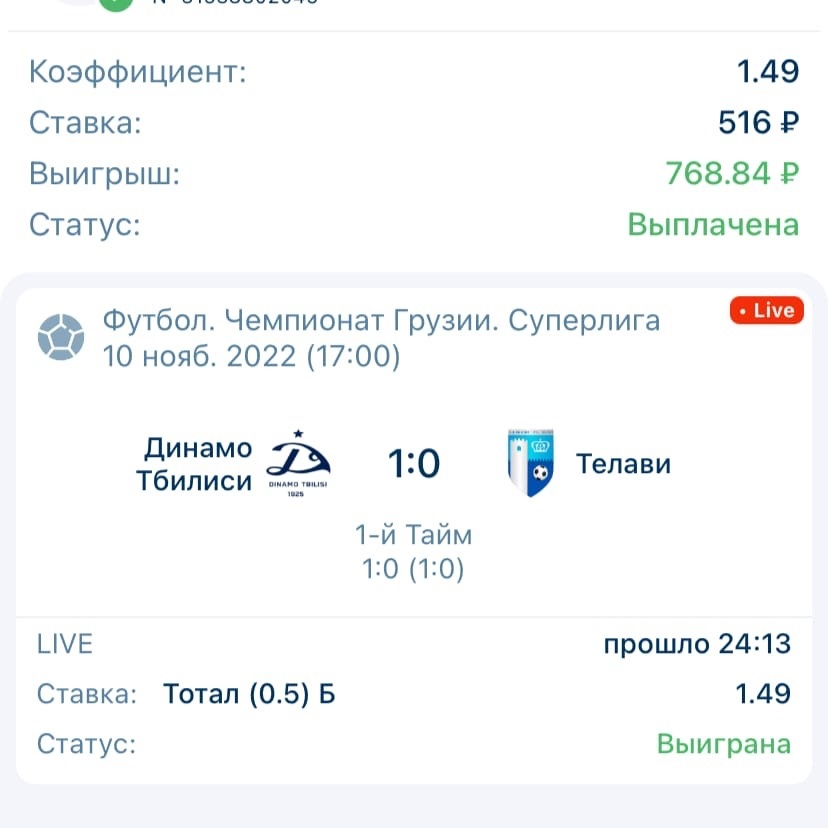 Коэффициент: 1.49
Ставка: 516 ₽
Выигрыш: 768.84 ₽
Статус: Выплачена
Футбол. Чемпионат Грузии. Суперлига
• Live
10 нояб. 2022 (17:00)
Динамо
Тбилиси
DINAMO TBILISI
1925
1:0
Телави
1-й Тайм
1:0 (1:0)
LIVE прошло 24:13
Ставка: Тотал (0.5) Б 1.49
Статус: Выиграна